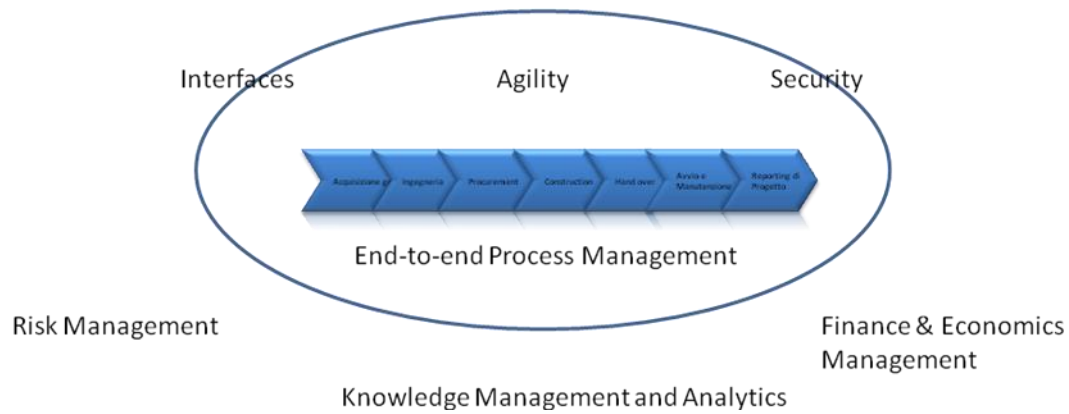 Interfaces
Agility
Security
Acquisizione g
Ingegneria
Procurement
Construction
Hand over
Avvio e
Manutenzione
Reporting di
Progetto
End-to-end Process Management
Risk Management
Finance & Economics
Management
Knowledge Management and Analytics